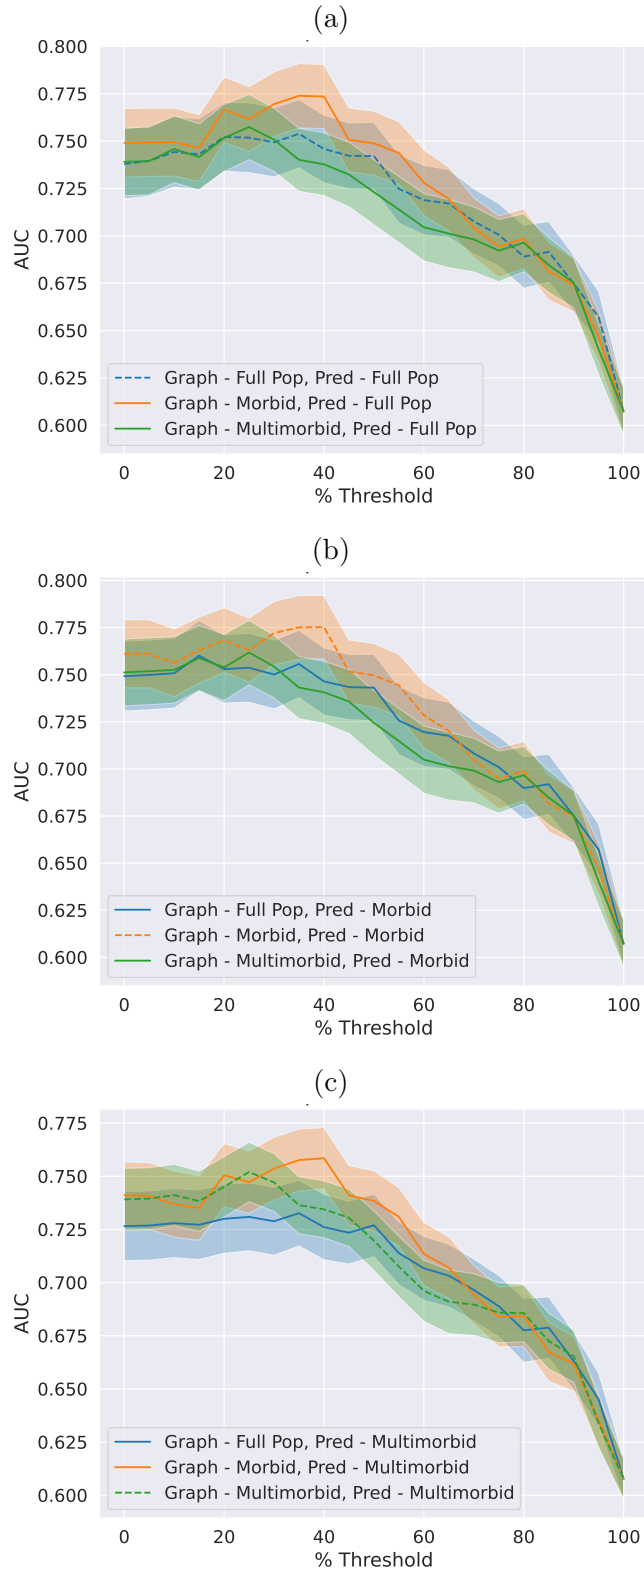 (a)
0.800
0.775
0.750
0.725
0.700
0.675
0.650
0.625
0.600
AUC
Graph - Full Pop, Pred - Full Pop
Graph - Morbid, Pred - Full Pop
Graph - Multimorbid, Pred - Full Pop
0 20 40 60 80 100
% Threshold
(b)
0.800
0.775
0.750
0.725
0.700
0.675
0.650
0.625
0.600
AUC
Graph - Full Pop, Pred - Morbid
Graph - Morbid, Pred - Morbid
Graph - Multimorbid, Pred - Morbid
0 20 40 60 80 100
% Threshold
(c)
0.775
0.750
0.725
0.700
0.675
0.650
0.625
0.600
AUC
Graph - Full Pop, Pred - Multimorbid
Graph - Morbid, Pred - Multimorbid
Graph - Multimorbid, Pred - Multimorbid
0 20 40 60 80 100
% Threshold